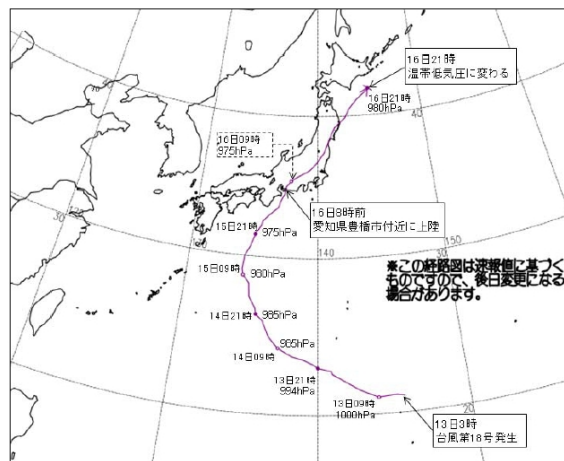 16日21時
温帯低気圧に変わる
16日21時
980hPa
40
16日09時
975hPa
16日8時前
愛知県豊橋市付近に上陸
15日21時
975hPa
30
140
150
15日09時
980hPa
※この経路図は速報値に基づく
ものですので、後日変更になる
場合があります。
14日21時
985hPa
985hPa
14日09時
13日21時
994hPa
13日09時
1000hPa
20
13日3時
台風第18号発生